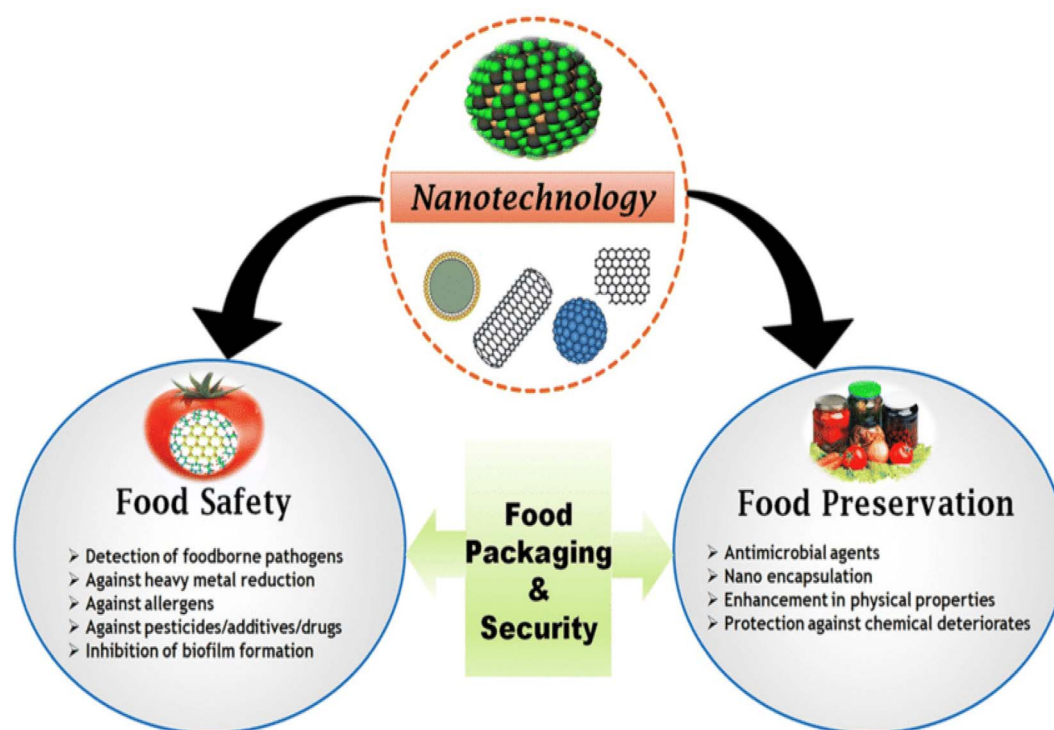 Nanotechnology
Food Safety
➢ Detection of foodborne pathogens
➢ Against heavy metal reduction
➢ Against allergens
➢ Against pesticides/additives/drugs
➢ Inhibition of biofilm formation
Food
Packaging
&
Security
Food Preservation
➢ Antimicrobial agents
➢ Nano encapsulation
➢ Enhancement in physical properties
➢ Protection against chemical deteriorates